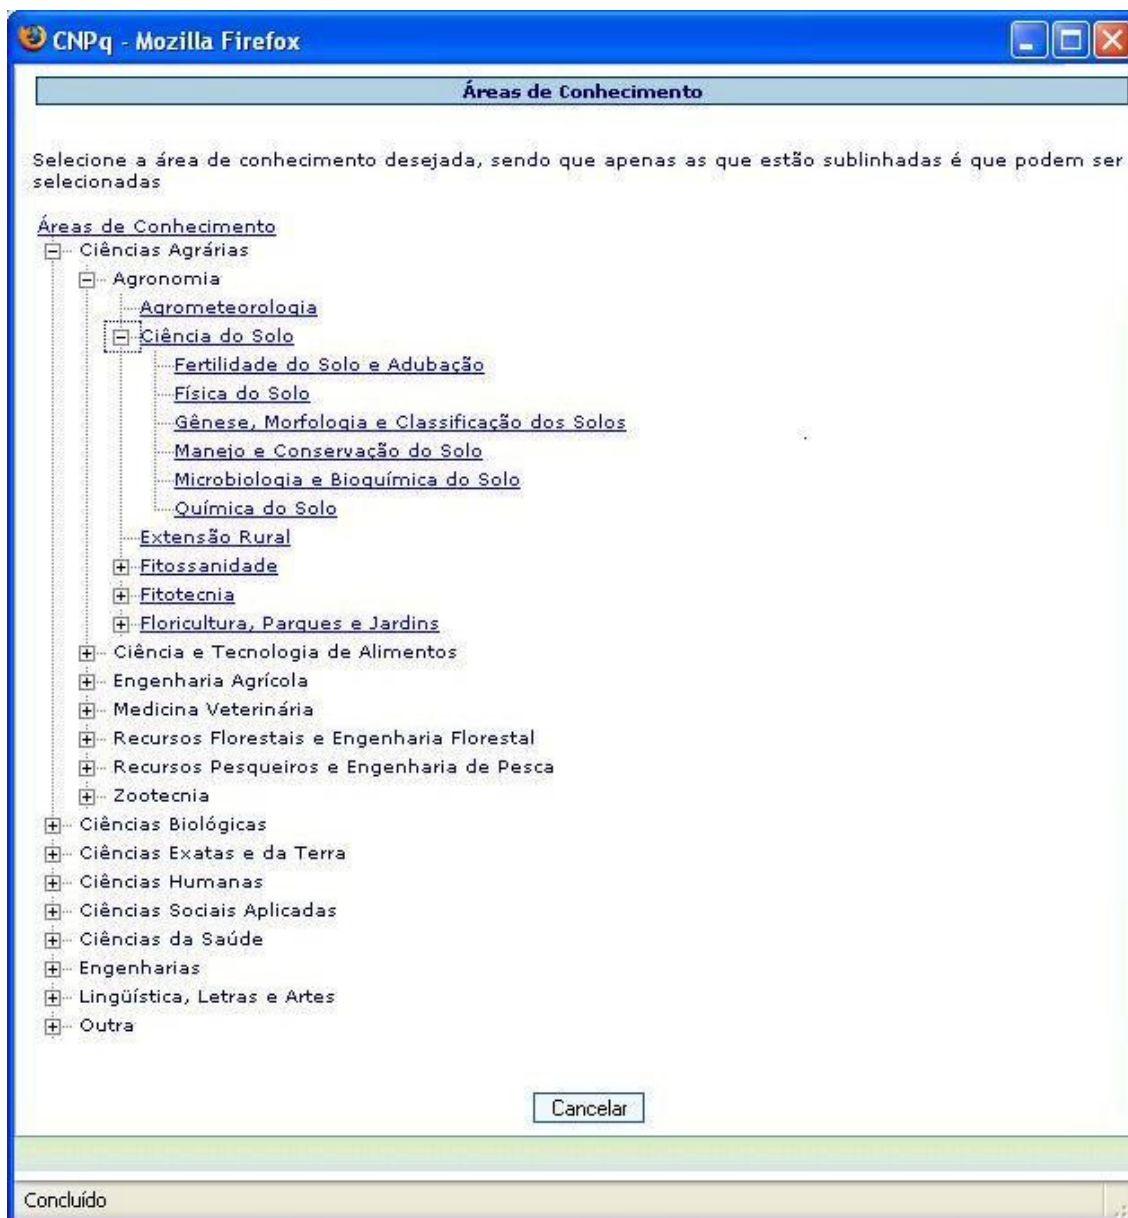 CNPq - Mozilla Firefox
Áreas de Conhecimento
Selecione a área de conhecimento desejada, sendo que apenas as que estão sublinhadas é que podem ser
selecionadas
Áreas de Conhecimento
Ciências Agrárias
Agronomia
Agrometeorologia
Ciência do Solo
Fertilidade do Solo e Adubação
Física do Solo
Gênese, Morfologia e Classificação dos Solos
Manejo e Conservação do Solo
Microbiologia e Bioquímica do Solo
Química do Solo
Extensão Rural
Fitossanidade
Fitotecnia
Floricultura, Parques e Jardins
Ciência e Tecnologia de Alimentos
Engenharia Agrícola
Medicina Veterinária
Recursos Florestais e Engenharia Florestal
Recursos Pesqueiros e Engenharia de Pesca
Zootecnia
Ciências Biológicas
Ciências Exatas e da Terra
Ciências Humanas
Ciências Sociais Aplicadas
Ciências da Saúde
Engenharias
Lingüística, Letras e Artes
Outra
Cancelar
Concluído